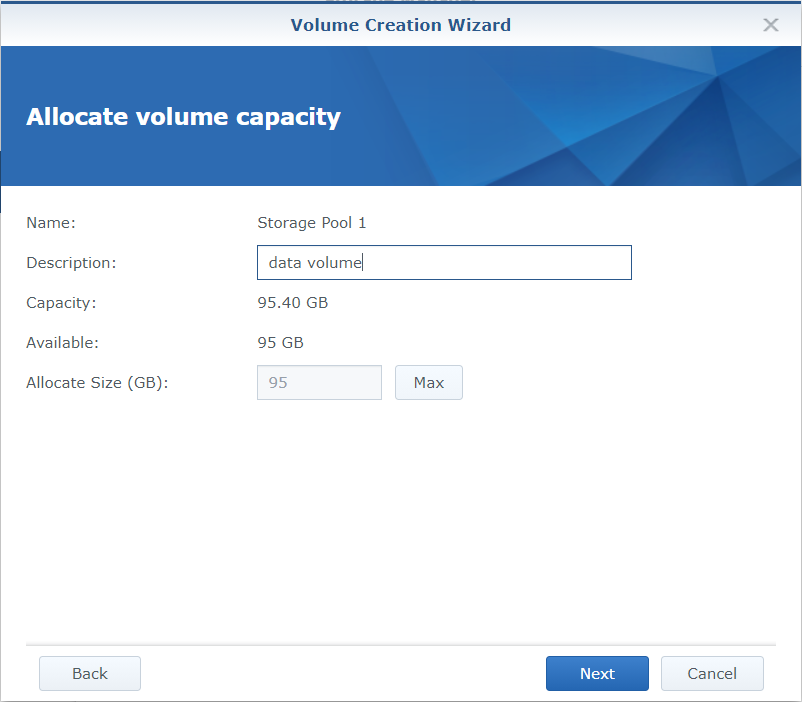 Volume Creation Wizard
Allocate volume capacity
Name: Storage Pool 1
Description: data volume
Capacity: 95.40 GB
Available: 95 GB
Allocate Size (GB): 95 Max
Back Next Cancel